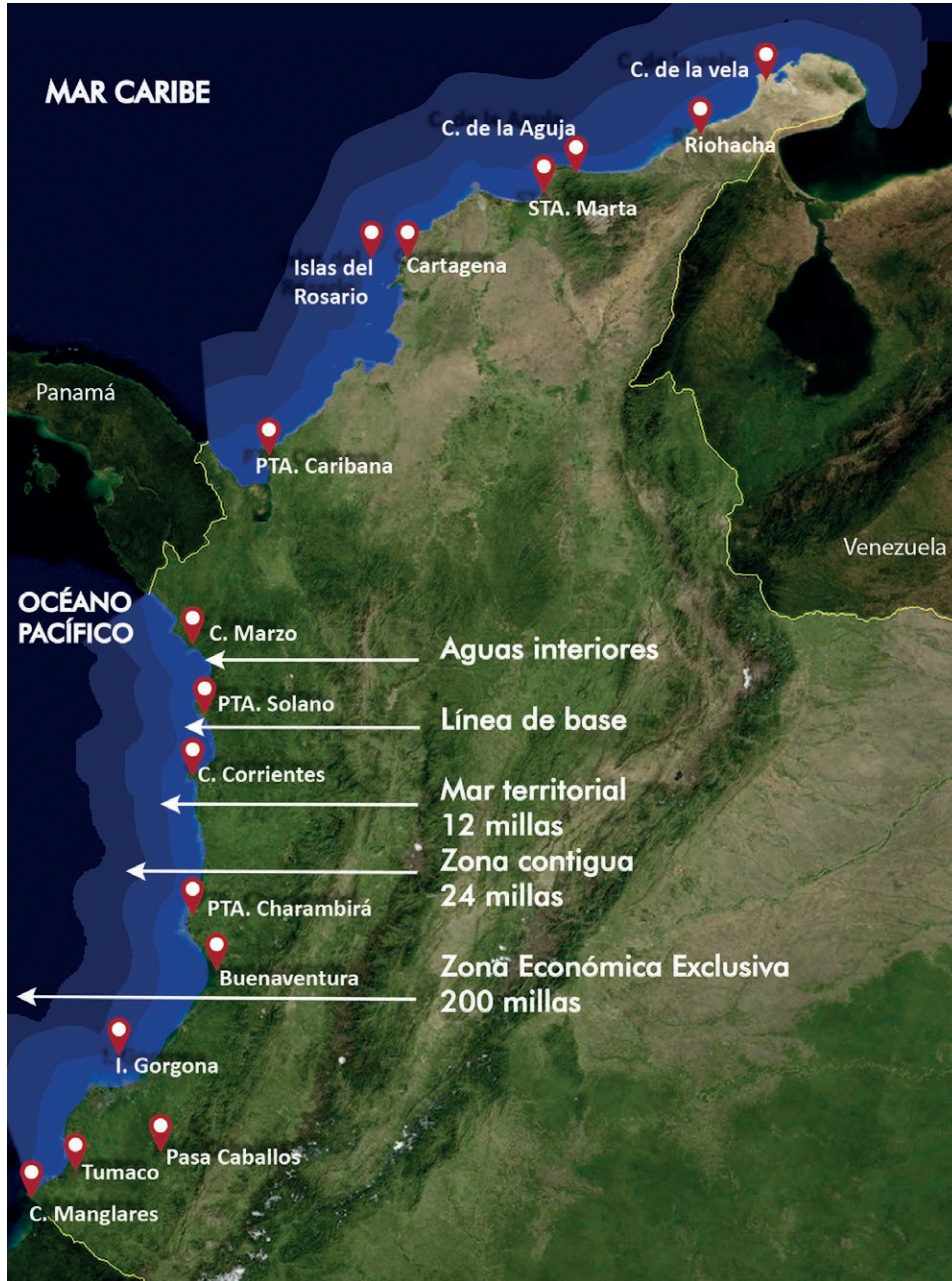 MAR CARIBE
C. de la vela
C. de la Aguja
Riohacha
STA. Marta
Islas del
Rosario
Cartagena
Panamá
PTA. Caribana
Venezuela
OCÉANO
PACÍFICO
C. Marzo
Aguas interiores
PTA. Solano
Línea de base
C. Corrientes
Mar territorial
12 millas
Zona contigua
24 millas
PTA. Charambirá
Buenaventura
Zona Económica Exclusiva
200 millas
I. Gorgona
Pasa Caballos
Tumaco
C. Manglares